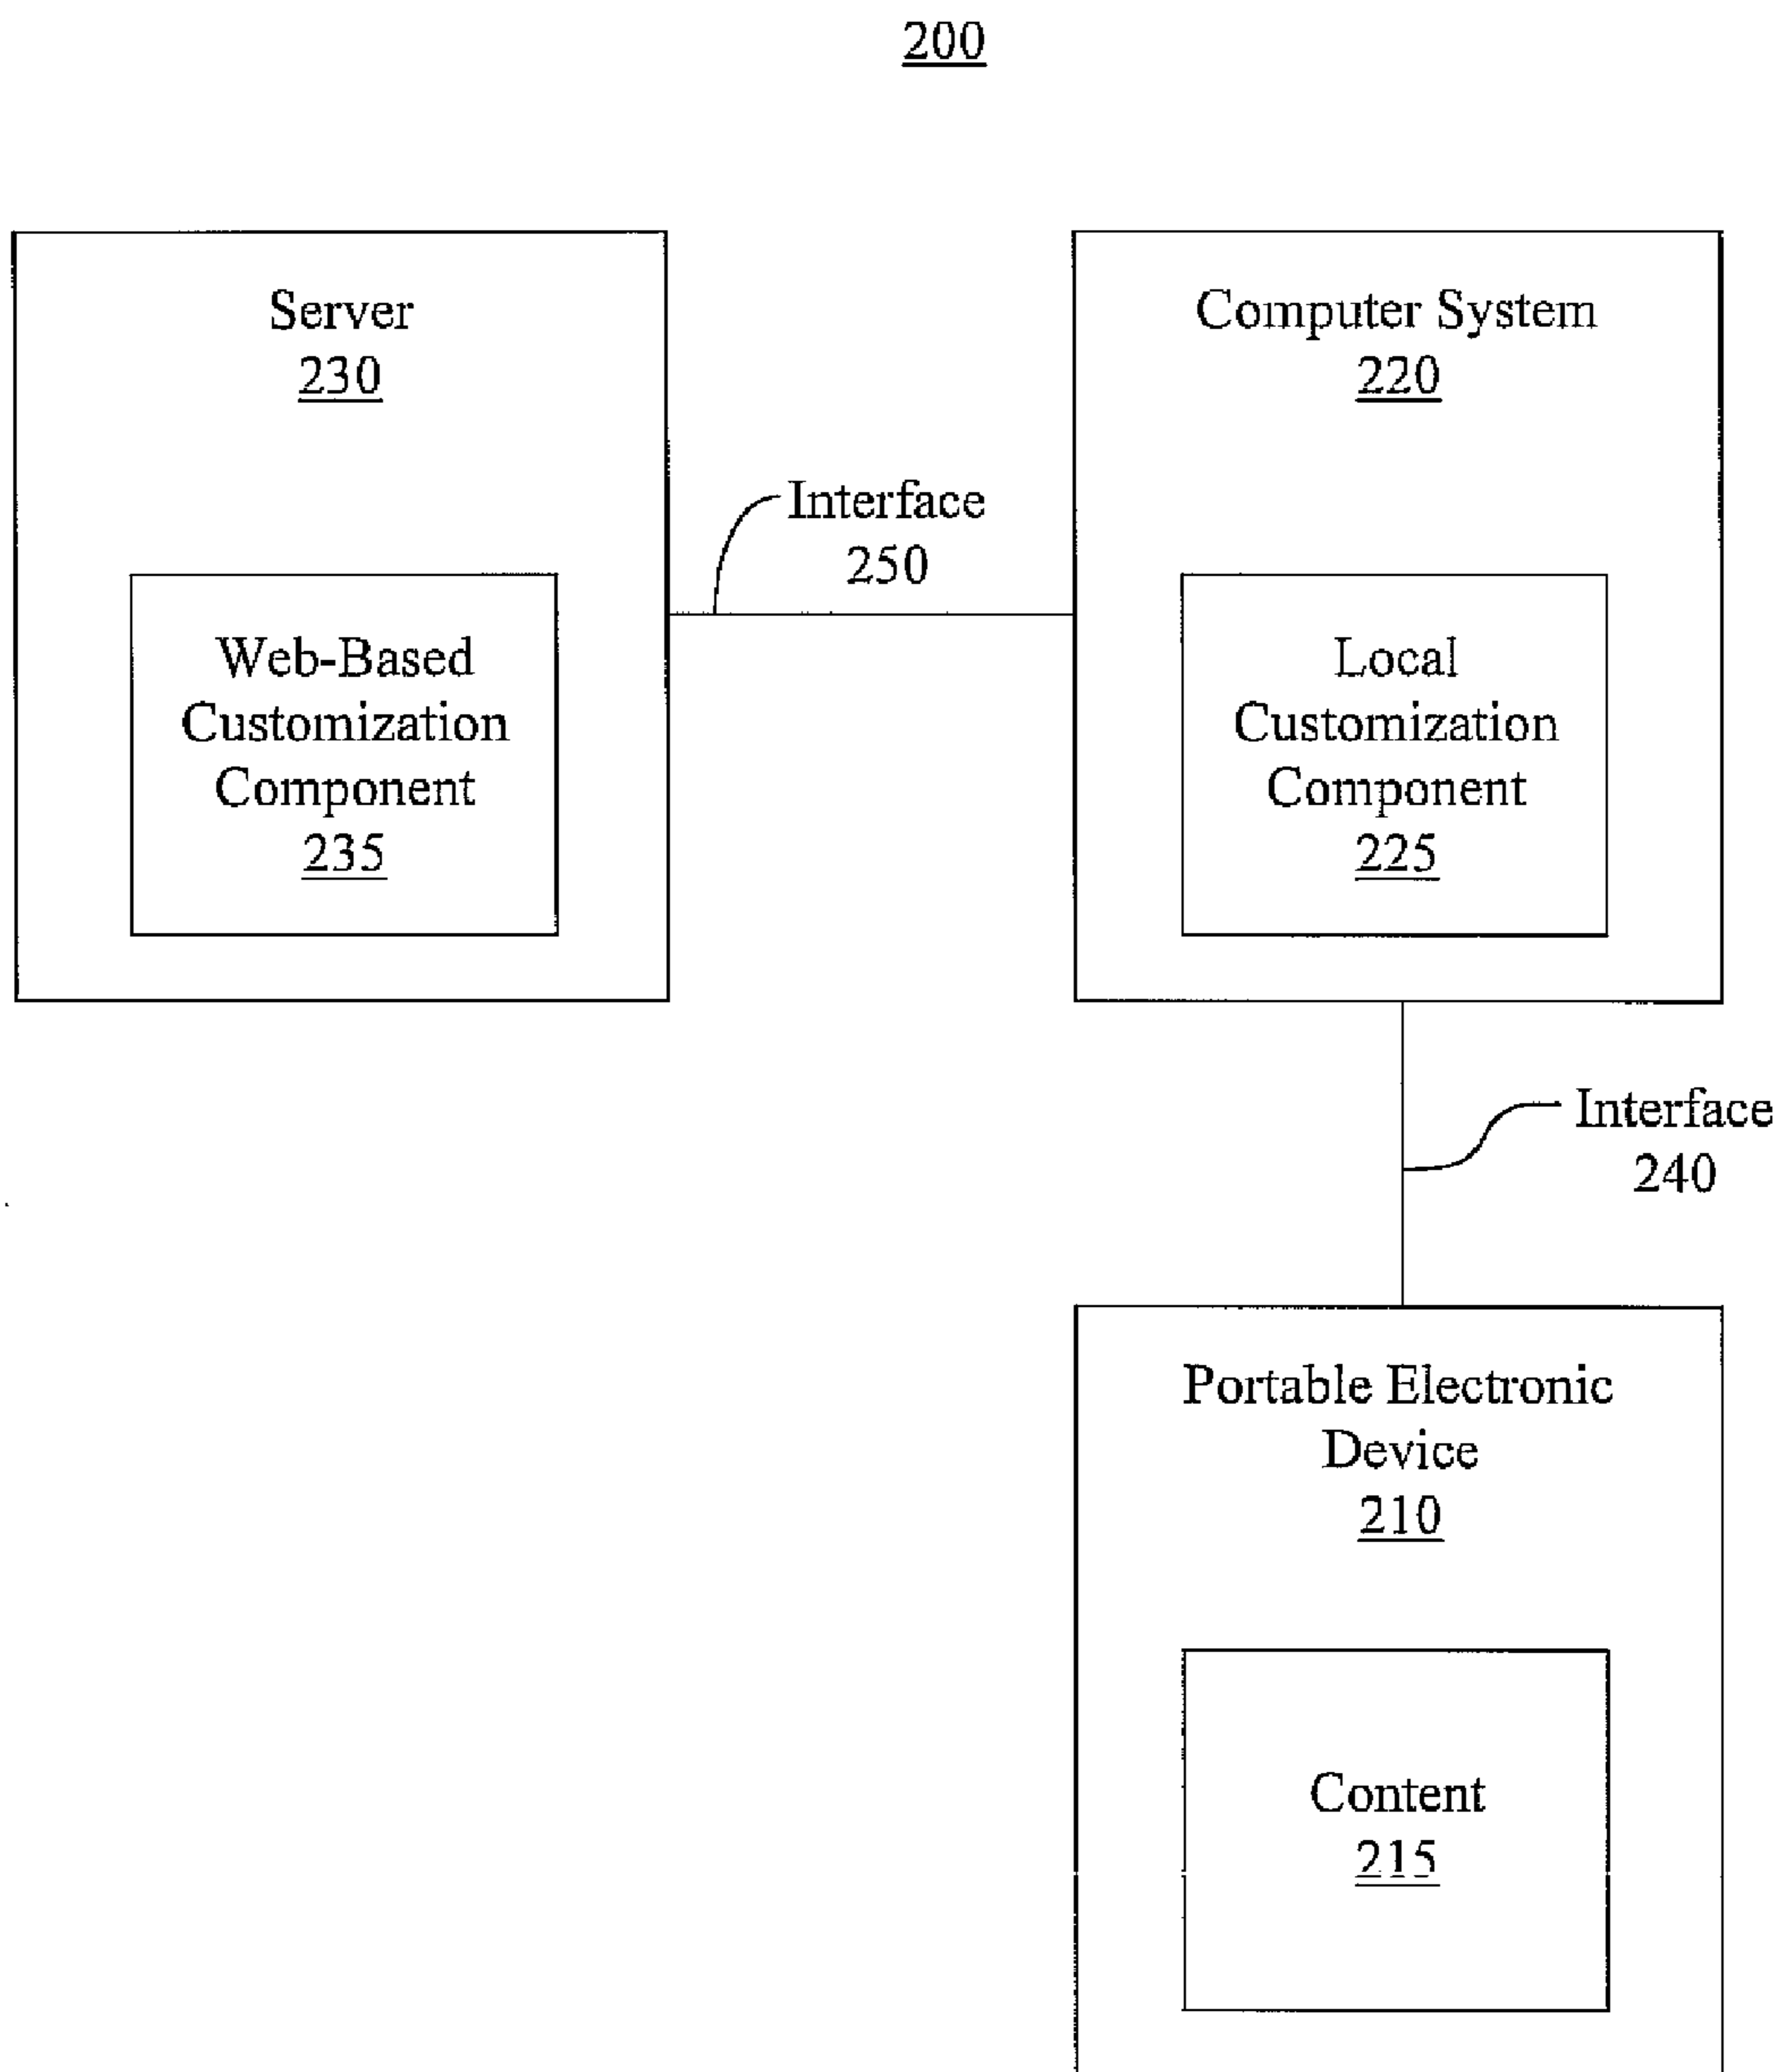 200
Server
230
Computer System
220
Interface
250
Web-Based
Customization
Component
235
Local
Customization
Component
225
Interface
240
Portable Electronic
Device
210
Content
215